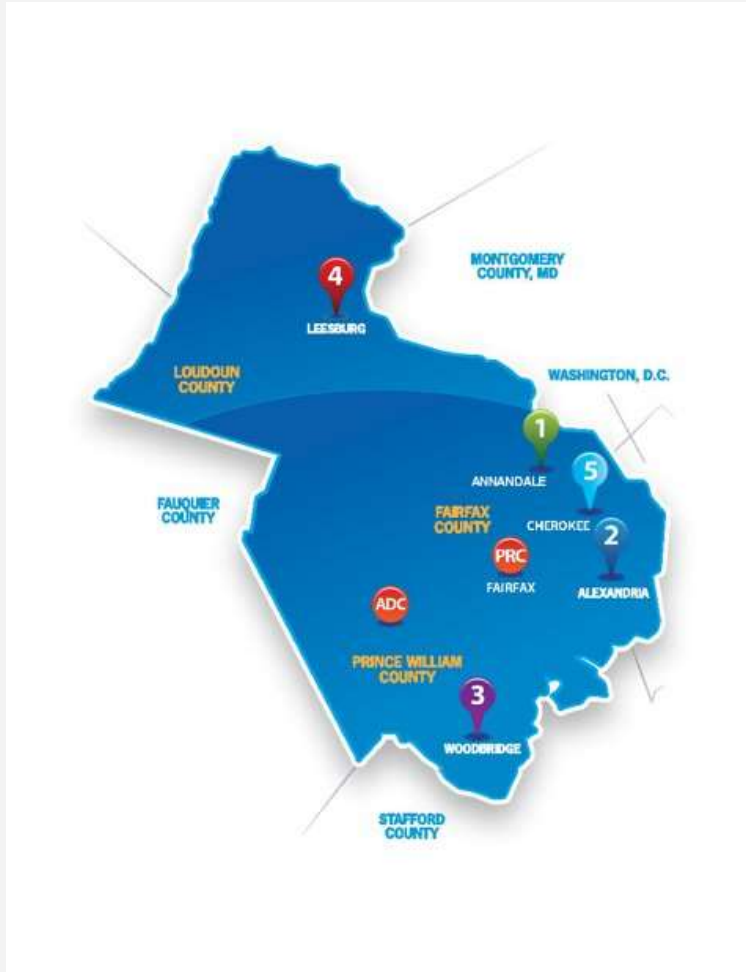 MONTGOMERY
COUNTY, MD
4
LEESBURG
LOUDOUN
COUNTY
WASHINGTON, D.C.
1
ANNANDALE
5
FAUQUIER
COUNTY
FAIRFAX
COUNTY
CHEROKEE
2
PRC
FAIRFAX
ALEXANDRIA
ADC
PRINCE WILLIAM
COUNTY
3
WOODBRIDGE
STAFFORD
COUNTY